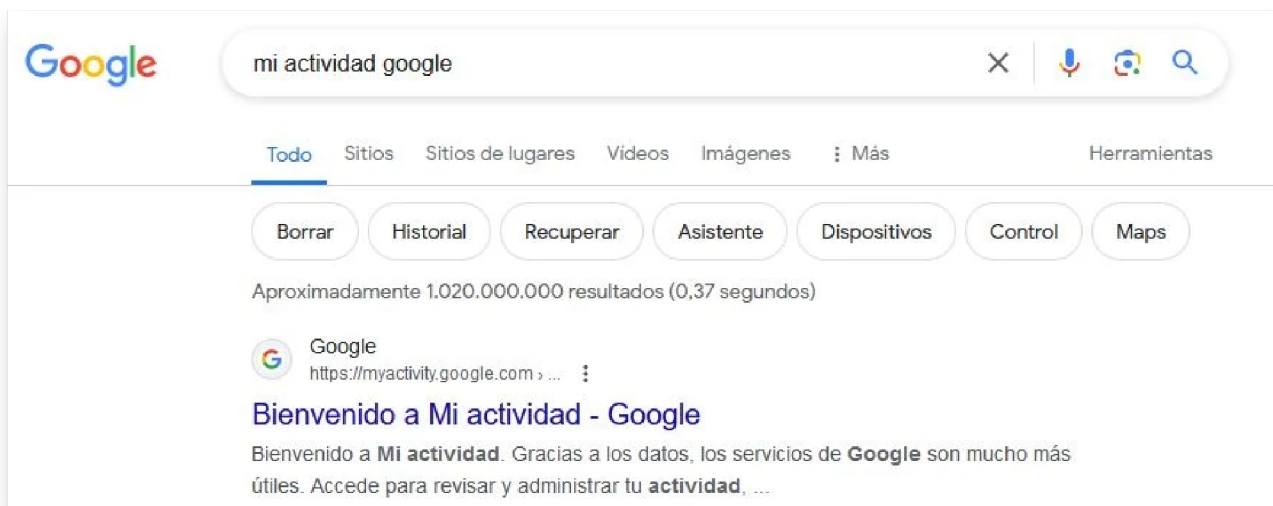 Google
mi actividad google
Todo Sitios Sitios de lugares Vídeos Imágenes Más Herramientas
Borrar Historial Recuperar Asistente Dispositivos Control Maps
Aproximadamente 1.020.000.000 resultados (0,37 segundos)
Google
https://myactivity.google.com › ...
Bienvenido a Mi actividad - Google
Bienvenido a Mi actividad. Gracias a los datos, los servicios de Google son mucho más
útiles. Accede para revisar y administrar tu actividad, ...